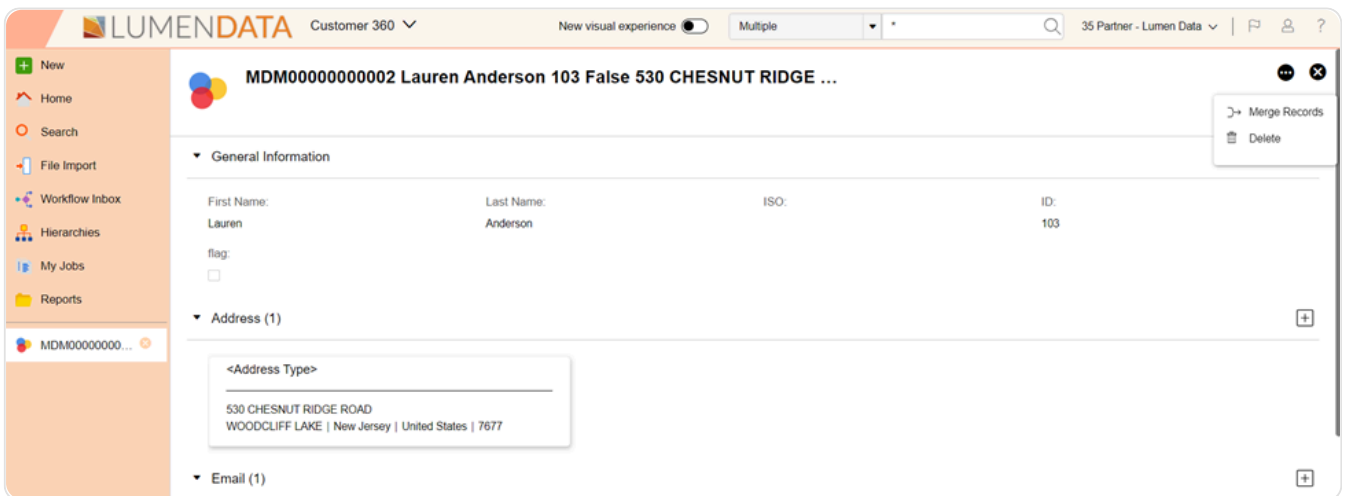 LUMENDATA Customer 360 New visual experience Multiple * 35 Partner - Lumen Data ?
New
Home
Search
File Import
Workflow Inbox
Hierarchies
My Jobs
Reports
MDM00000000...
MDM00000000002 Lauren Anderson 103 False 530 CHESNUT RIDGE ...
Merge Records
Delete
General Information
First Name: Last Name: ISO: ID:
Lauren Anderson 103
flag:
Address (1)
<Address Type>
530 CHESNUT RIDGE ROAD
WOODCLIFF LAKE | New Jersey | United States | 7677
Email (1)